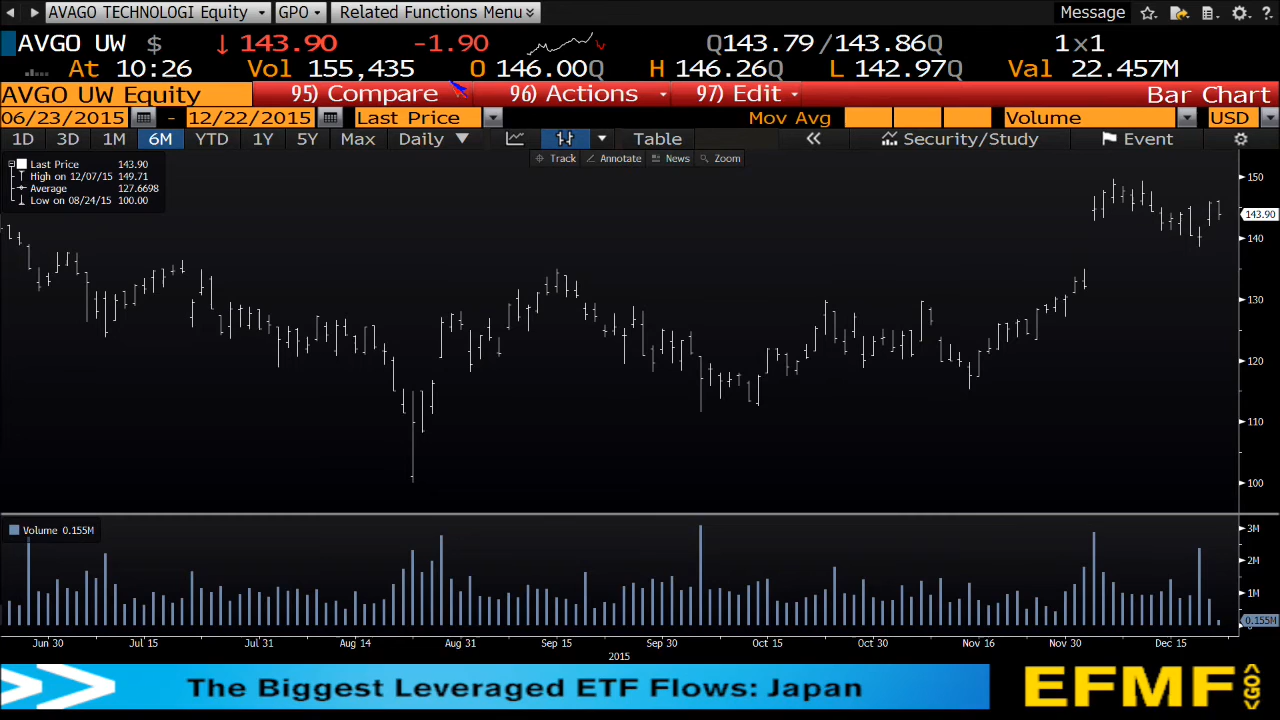 AVAGO TECHNOLOGI Equity GPO Related Functions Menu Message
AVGO UW $ ↓ 143.90 -1.90 Q143.79/143.86Q 1×1
At 10:26 Vol 155,435 O 146.00Q H 146.26Q L 142.97Q Val 22.457M
AVGO UW Equity 95) Compare 96) Actions 97) Edit Bar Chart
06/23/2015 - 12/22/2015 Last Price Mov Avg Volume USD
1D 3D 1M 6M YTD 1Y 5Y Max Daily Table Security/Study Event
Track Annotate News Zoom
Last Price 143.90
High on 12/07/15 149.71
Average 127.6698
Low on 08/24/15 100.00
150
143.90
140
130
120
110
100
Volume 0.155M
3M
2M
1M
0.155M
Jun 30 Jul 15 Jul 31 Aug 14 Aug 31 Sep 15 Sep 30 Oct 15 Oct 30 Nov 16 Nov 30 Dec 15
2015
The Biggest Leveraged ETF Flows: Japan
EFMF <GO>